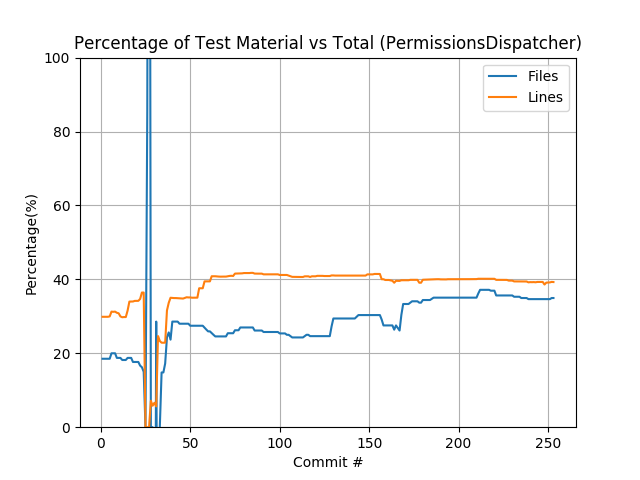 Percentage of Test Material vs Total (PermissionsDispatcher)
Files
Lines
Percentage(%)
100
80
60
40
20
0
0 50 100 150 200 250
Commit #